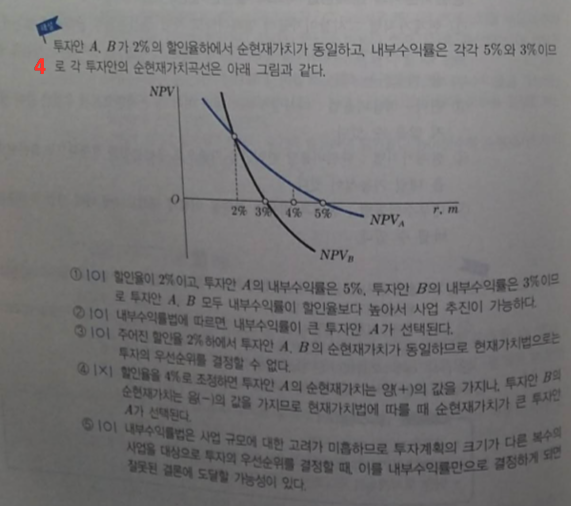 해설
투자안 A, B가 2%의 할인율하에서 순현재가치가 동일하고, 내부수익률은 각각 5%와 3%이므
4 로 각 투자안의 순현재가치곡선은 아래 그림과 같다.
NPV
O
2% 3% 4% 5%
r, m
NPV_A
NPV_B
① |O| 할인율이 2%이고, 투자안 A의 내부수익률은 5%, 투자안 B의 내부수익률은 3%이므
로 투자안 A, B 모두 내부수익률이 할인율보다 높아서 사업 추진이 가능하다.
② |O| 내부수익률법에 따르면, 내부수익률이 큰 투자안 A가 선택된다.
③ |O| 주어진 할인율 2%하에서 투자안 A, B의 순현재가치가 동일하므로 현재가치법으로는
투자의 우선순위를 결정할 수 없다.
④ |×| 할인율을 4%로 조정하면 투자안 A의 순현재가치는 양(+)의 값을 가지나, 투자안 B의
순현재가치는 음(-)의 값을 가지므로 현재가치법에 따를 때 순현재가치가 큰 투자안
A가 선택된다.
⑤ |O| 내부수익률법은 사업 규모에 대한 고려가 미흡하므로 투자계획의 크기가 다른 복수의
사업을 대상으로 투자의 우선순위를 결정할 때, 이를 내부수익률만으로 결정하게 되면
잘못된 결론에 도달할 가능성이 있다.